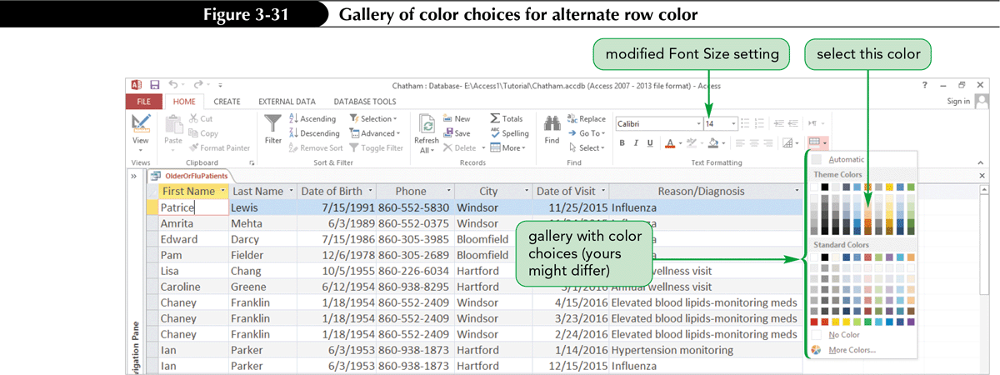 Figure 3-31 Gallery of color choices for alternate row color
modified Font Size setting select this color
Chatham : Database- E:\Access1\Tutorial\Chatham.accdb (Access 2007 - 2013 file format) - Access ?
FILE HOME CREATE EXTERNAL DATA DATABASE TOOLS Sign in
Cut Ascending Selection New Totals Replace Calibri 14
View Paste Copy Filter Descending Advanced Refresh All Save Spelling Find Go To
Format Painter Remove Sort Toggle Filter Delete More Select B I U A
Views Clipboard Sort & Filter Records Find Text Formatting
Automatic
Theme Colors
Standard Colors
No Color
More Colors...
» OlderOrFluPatients
First Name Last Name Date of Birth Phone City Date of Visit Reason/Diagnosis
Patrice Lewis 7/15/1991 860-552-5830 Windsor 11/25/2015 Influenza
Amrita Mehta 6/3/1989 860-552-0375 Windsor
Edward Darcy 7/15/1986 860-305-3985 Bloomfield
Pam Fielder 12/6/1978 860-305-2689 Bloomfield
Lisa Chang 10/5/1955 860-226-6034 Hartford wellness visit
Caroline Greene 6/12/1954 860-938-8295 Hartford 3/1/2016 Annual wellness visit
Chaney Franklin 1/18/1954 860-552-2409 Windsor 4/15/2016 Elevated blood lipids-monitoring meds
Chaney Franklin 1/18/1954 860-552-2409 Windsor 3/23/2016 Elevated blood lipids-monitoring meds
Chaney Franklin 1/18/1954 860-552-2409 Windsor 2/24/2016 Elevated blood lipids-monitoring meds
Ian Parker 6/3/1953 860-938-1873 Hartford 1/14/2016 Hypertension monitoring
Ian Parker 6/3/1953 860-938-1873 Hartford 12/15/2015 Influenza
gallery with color
choices (yours
might differ)
vigation Pane